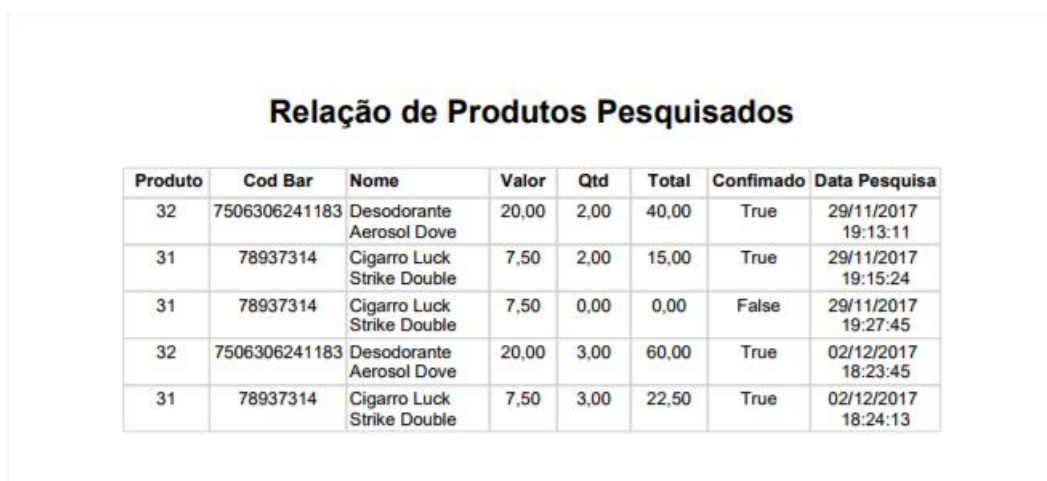 Relação de Produtos Pesquisados
Produto Cod Bar Nome Valor Qtd Total Confimado Data Pesquisa
32 7506306241183 Desodorante 20,00 2,00 40,00 True 29/11/2017
Aerosol Dove 19:13:11
31 78937314 Cigarro Luck 7,50 2,00 15,00 True 29/11/2017
Strike Double 19:15:24
31 78937314 Cigarro Luck 7,50 0,00 0,00 False 29/11/2017
Strike Double 19:27:45
32 7506306241183 Desodorante 20,00 3,00 60,00 True 02/12/2017
Aerosol Dove 18:23:45
31 78937314 Cigarro Luck 7,50 3,00 22,50 True 02/12/2017
Strike Double 18:24:13